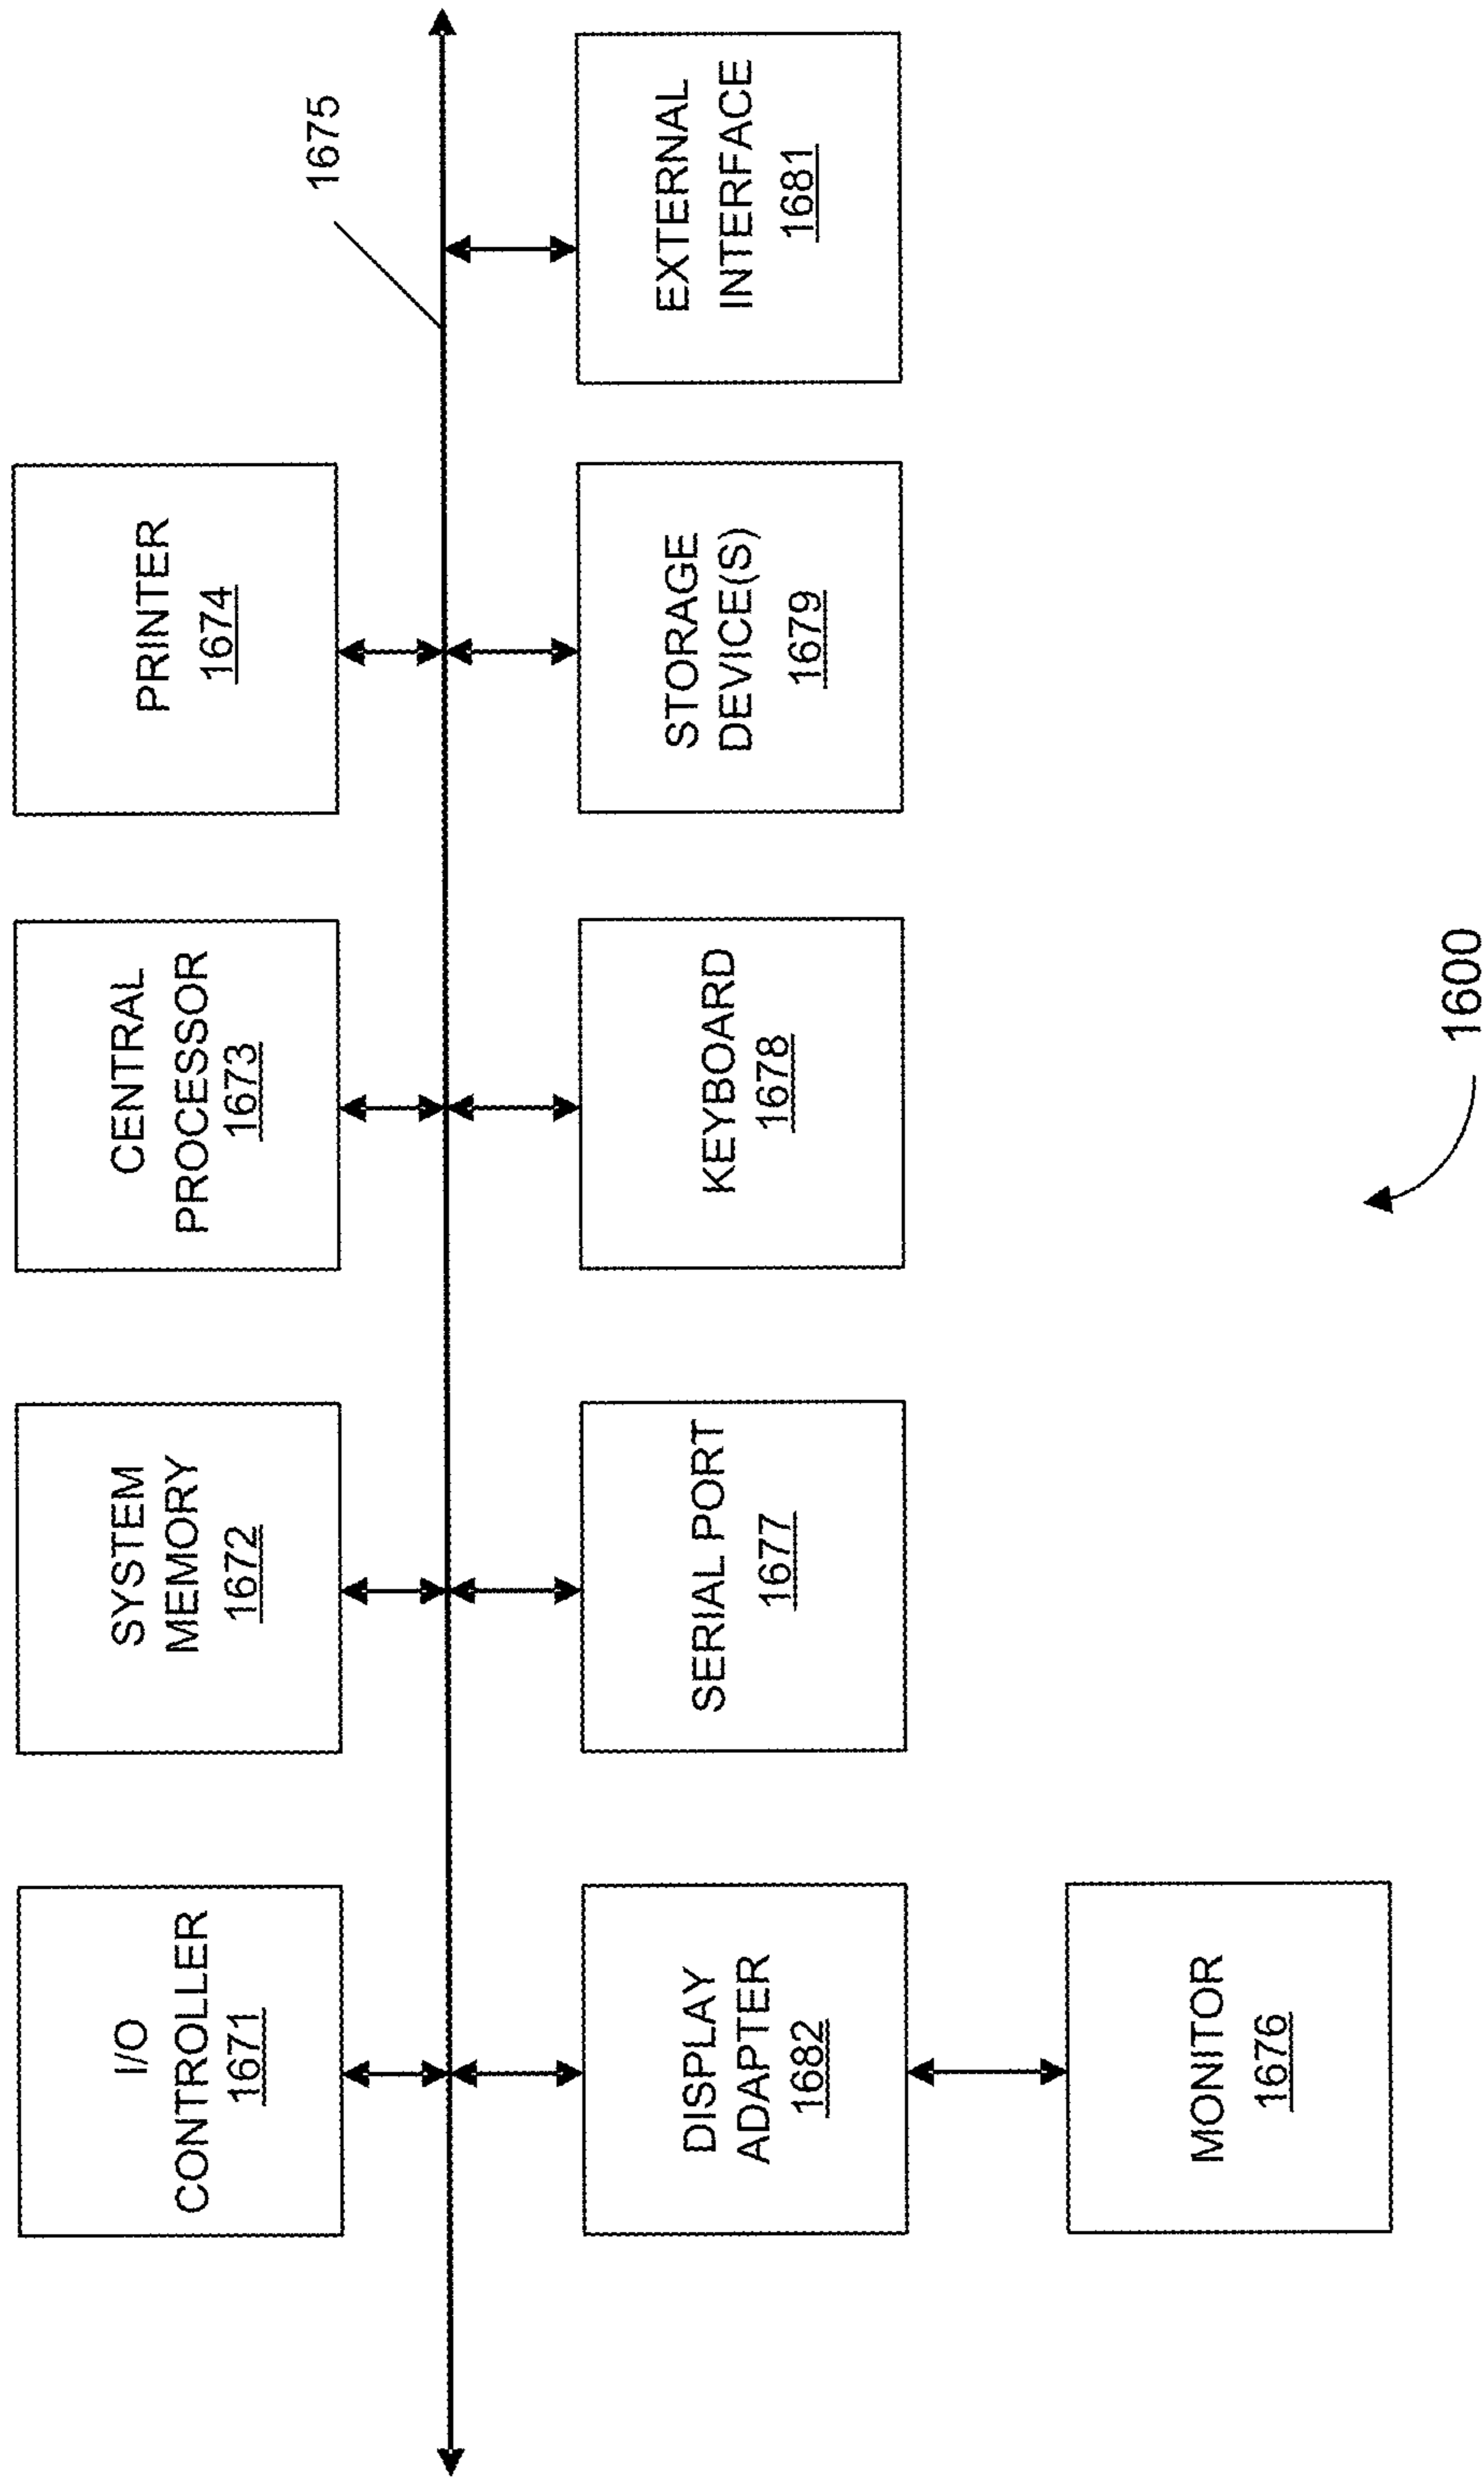 I/O
CONTROLLER
1671
SYSTEM
MEMORY
1672
CENTRAL
PROCESSOR
1673
PRINTER
1674
1675
DISPLAY
ADAPTER
1682
SERIAL PORT
1677
KEYBOARD
1678
STORAGE
DEVICE(S)
1679
EXTERNAL
INTERFACE
1681
MONITOR
1676
1600